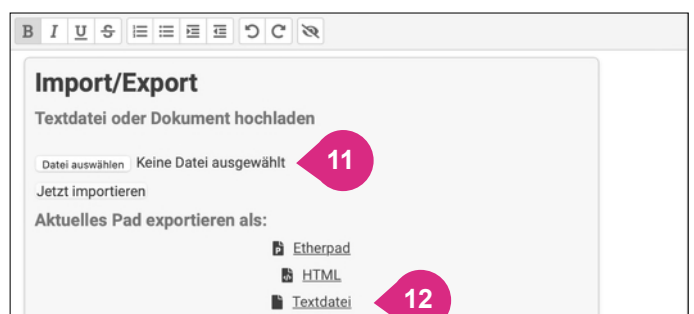 B I U S
Import/Export
Textdatei oder Dokument hochladen
Datei auswählen Keine Datei ausgewählt 11
Jetzt importieren
Aktuelles Pad exportieren als:
Etherpad
HTML
Textdatei 12